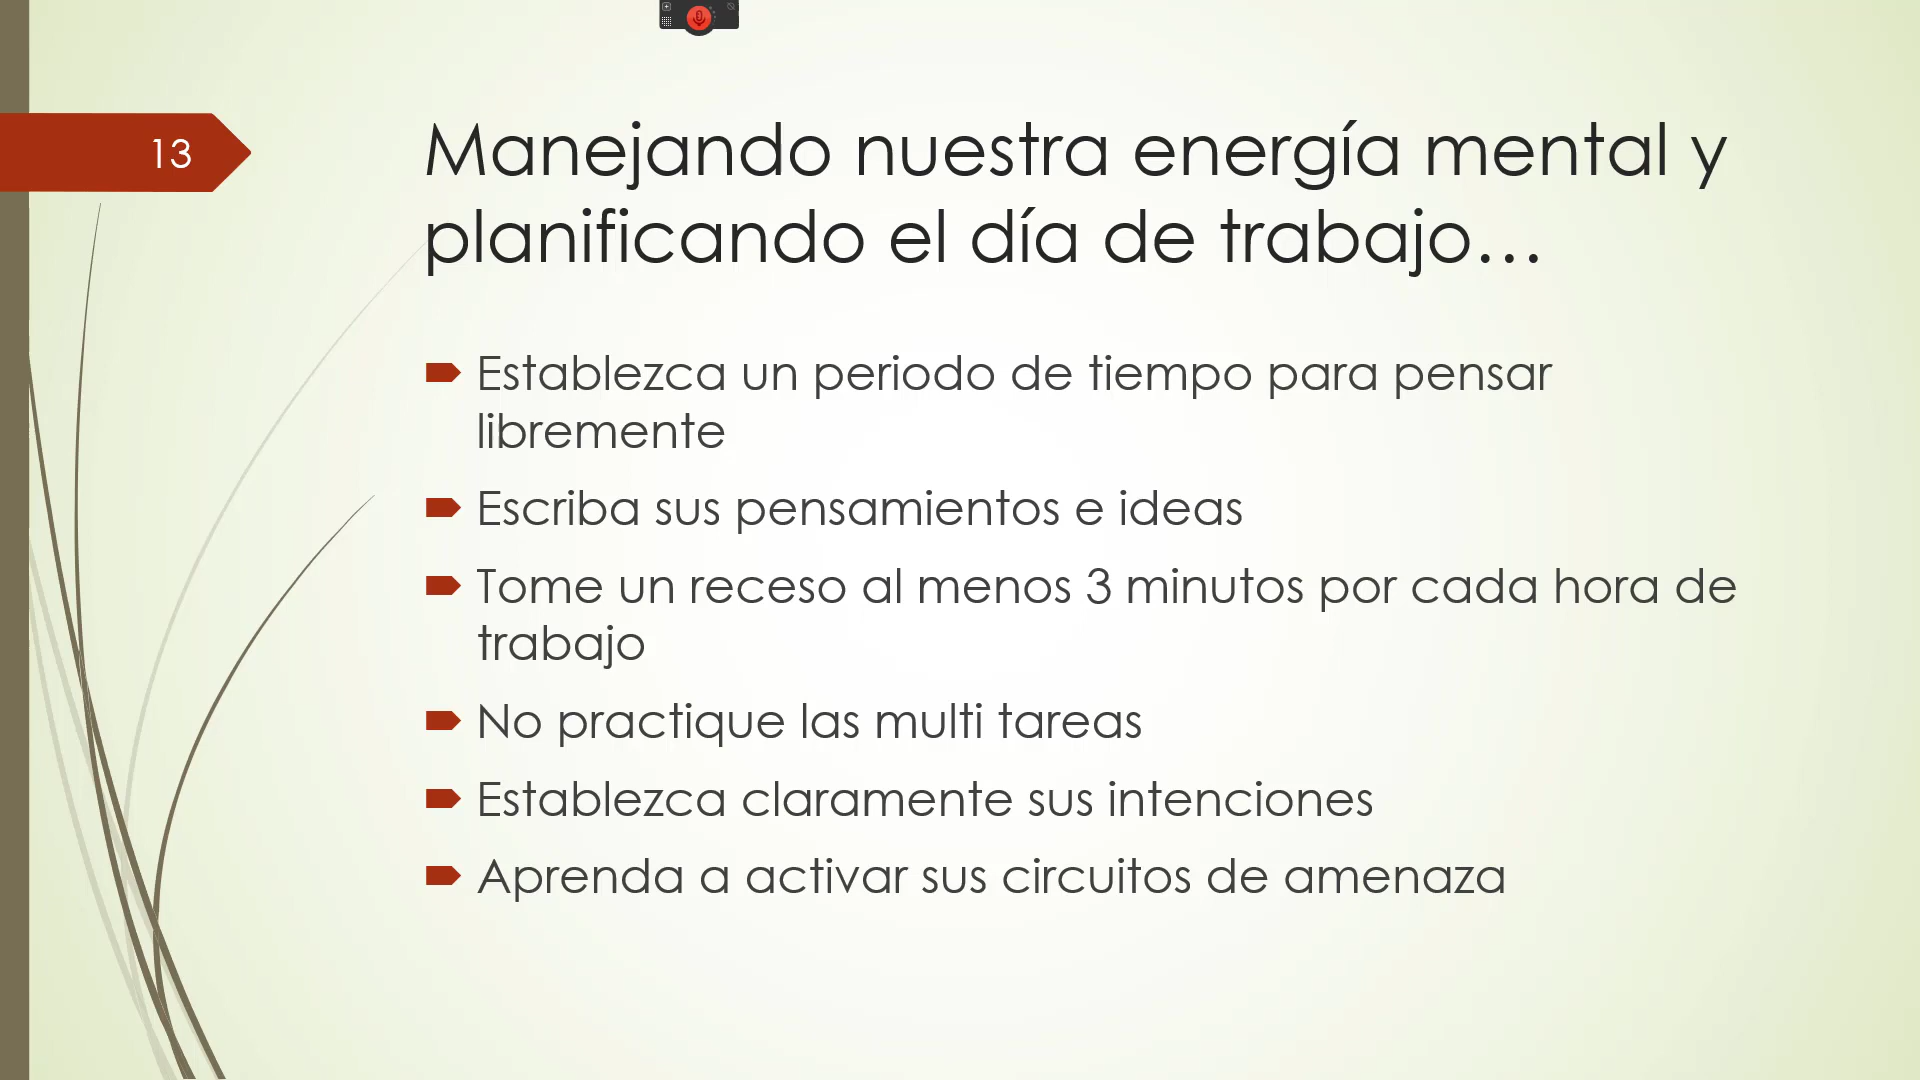 13
Manejando nuestra energía mental y
planificando el día de trabajo…
Establezca un periodo de tiempo para pensar
libremente
Escriba sus pensamientos e ideas
Tome un receso al menos 3 minutos por cada hora de
trabajo
No practique las multi tareas
Establezca claramente sus intenciones
Aprenda a activar sus circuitos de amenaza